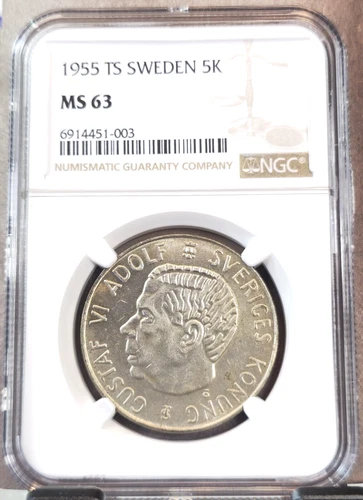 1955 TS SWEDEN 5K
MS 63
6914451-003
NUMISMATIC GUARANTY COMPANY NGC®
GUSTAF VI ADOLF SVERIGES KONUNG